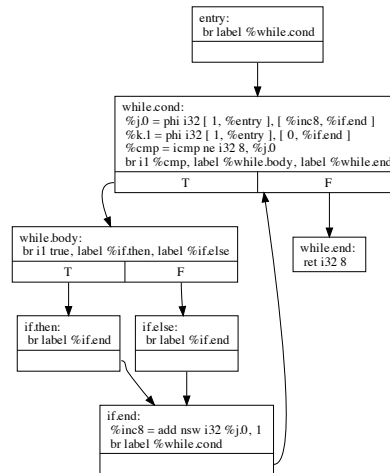 entry:
br label %while.cond
while.cond:
%j.0 = phi i32 [ 1, %entry ], [ %inc8, %if.end ]
%k.1 = phi i32 [ 1, %entry ], [ 0, %if.end ]
%cmp = icmp ne i32 8, %j.0
br i1 %cmp, label %while.body, label %while.end
T F
while.body:
br i1 true, label %if.then, label %if.else
T F
while.end:
ret i32 8
if.then:
br label %if.end
if.else:
br label %if.end
if.end:
%inc8 = add nsw i32 %j.0, 1
br label %while.cond